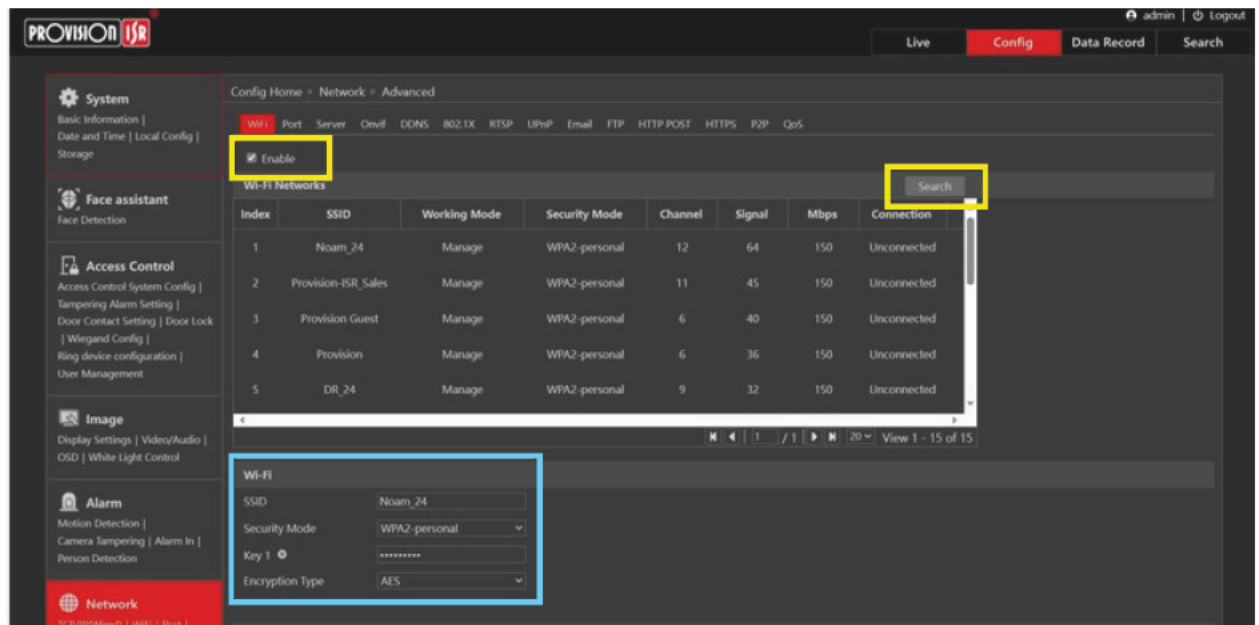 admin | Logout
PROVISION ISR
Live Config Data Record Search
System
Basic Information |
Date and Time | Local Config |
Storage
Face assistant
Face Detection
Access Control
Access Control System Config |
Tampering Alarm Setting |
Door Contact Setting | Door Lock
| Wiegand Config |
Ring device configuration |
User Management
Image
Display Settings | Video/Audio |
OSD | White Light Control
Alarm
Motion Detection |
Camera Tampering | Alarm In |
Person Detection
Network
TCP/IP(Wired) | WiFi | Port |
Config Home > Network > Advanced
WiFi Port Server Onvif DDNS 802.1X RTSP UPnP Email FTP HTTP POST HTTPS P2P QoS
Enable
Wi-Fi Networks Search
Index SSID Working Mode Security Mode Channel Signal Mbps Connection
1 Noam_24 Manage WPA2-personal 12 64 150 Unconnected
2 Provision-ISR_Sales Manage WPA2-personal 11 45 150 Unconnected
3 Provision Guest Manage WPA2-personal 6 40 150 Unconnected
4 Provision Manage WPA2-personal 6 36 150 Unconnected
5 DR_24 Manage WPA2-personal 9 32 150 Unconnected
1 / 1 20 View 1 - 15 of 15
Wi-Fi
SSID Noam_24
Security Mode WPA2-personal
Key 1 •••••••••
Encryption Type AES